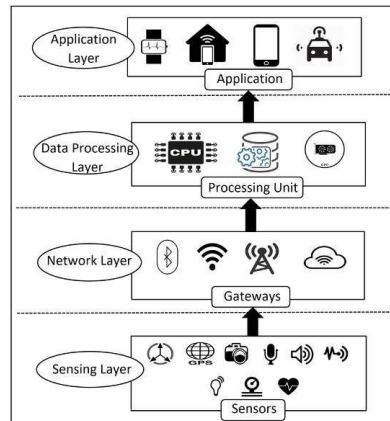 Application
Layer
Application
Data Processing
Layer
CPU
Processing Unit
Network Layer
Gateways
Sensing Layer
GPS
Sensors